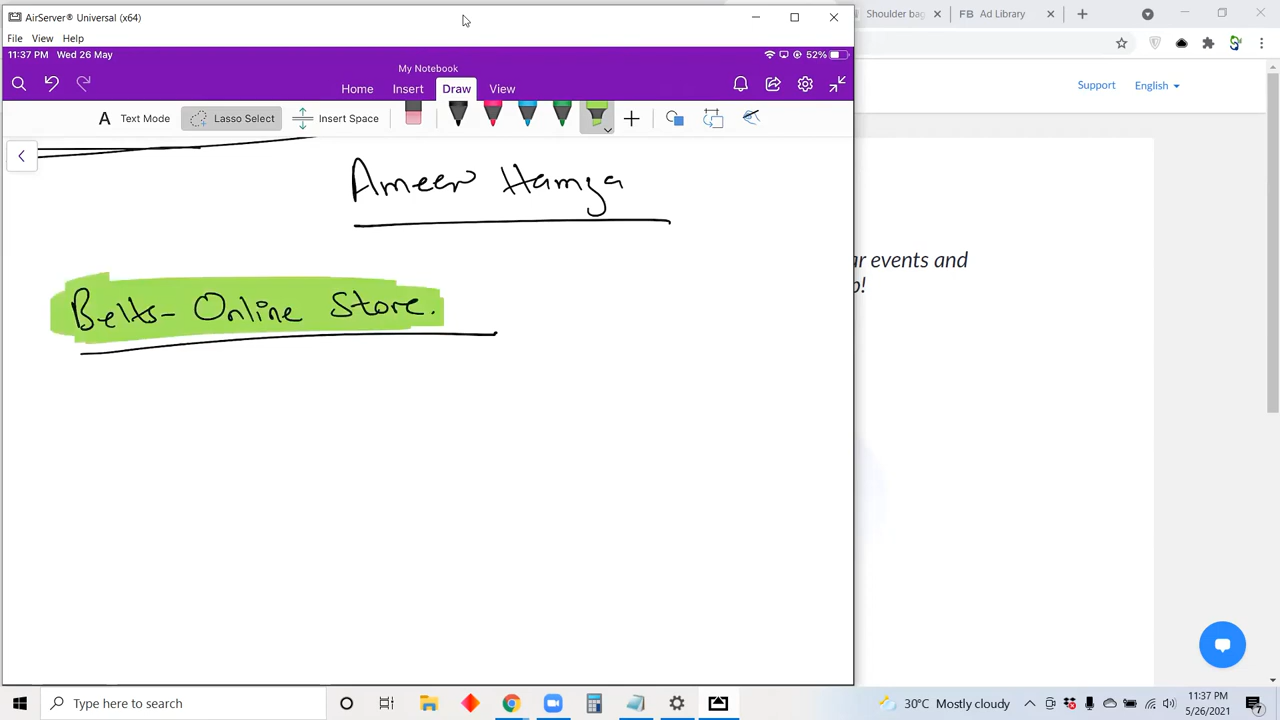 AirServer® Universal (x64)
Shoulder bag
FB Ad Library
File View Help
11:37 PM Wed 26 May
52%
My Notebook
Home Insert Draw View
Support English
A Text Mode Lasso Select Insert Space
Ameer Hamza
ar events and
p!
Belts- Online Store.
Type here to search
30°C Mostly cloudy
11:37 PM
5/26/2021
7